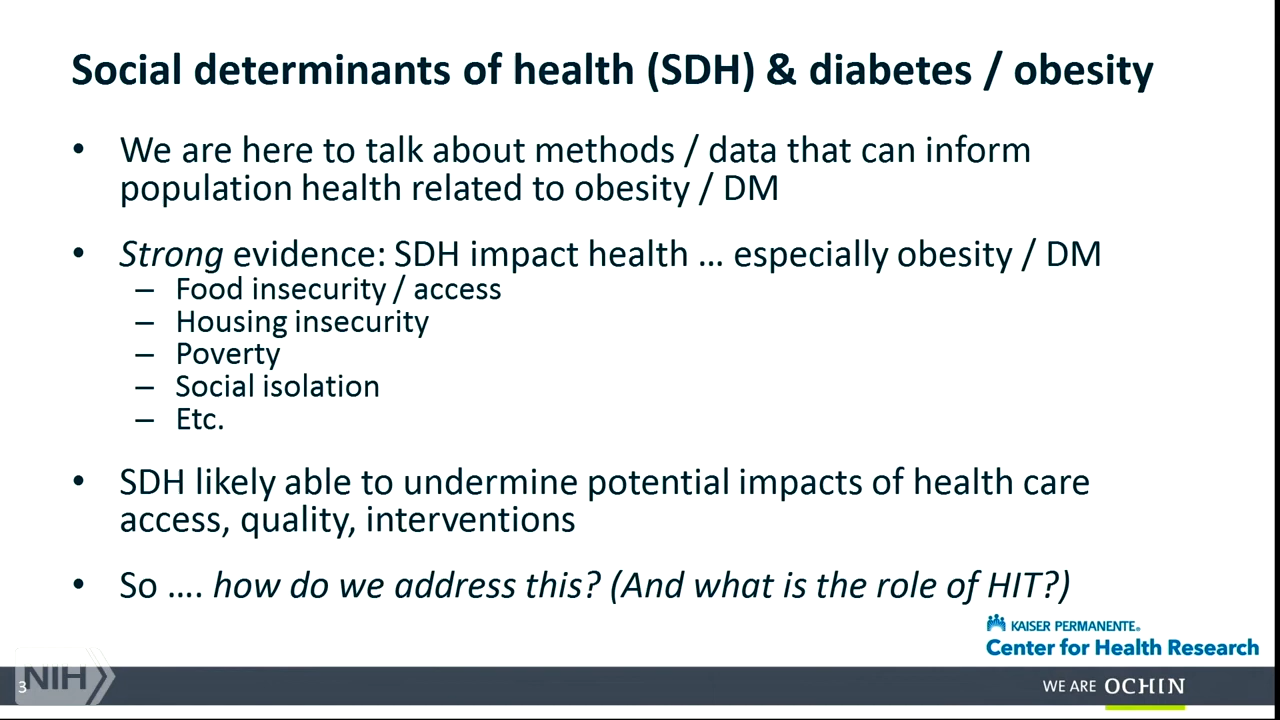 Social determinants of health (SDH) & diabetes / obesity
• We are here to talk about methods / data that can inform
population health related to obesity / DM
• Strong evidence: SDH impact health … especially obesity / DM
– Food insecurity / access
– Housing insecurity
– Poverty
– Social isolation
– Etc.
• SDH likely able to undermine potential impacts of health care
access, quality, interventions
• So …. how do we address this? (And what is the role of HIT?)
KAISER PERMANENTE®
Center for Health Research
3
NIH
WE ARE OCHIN